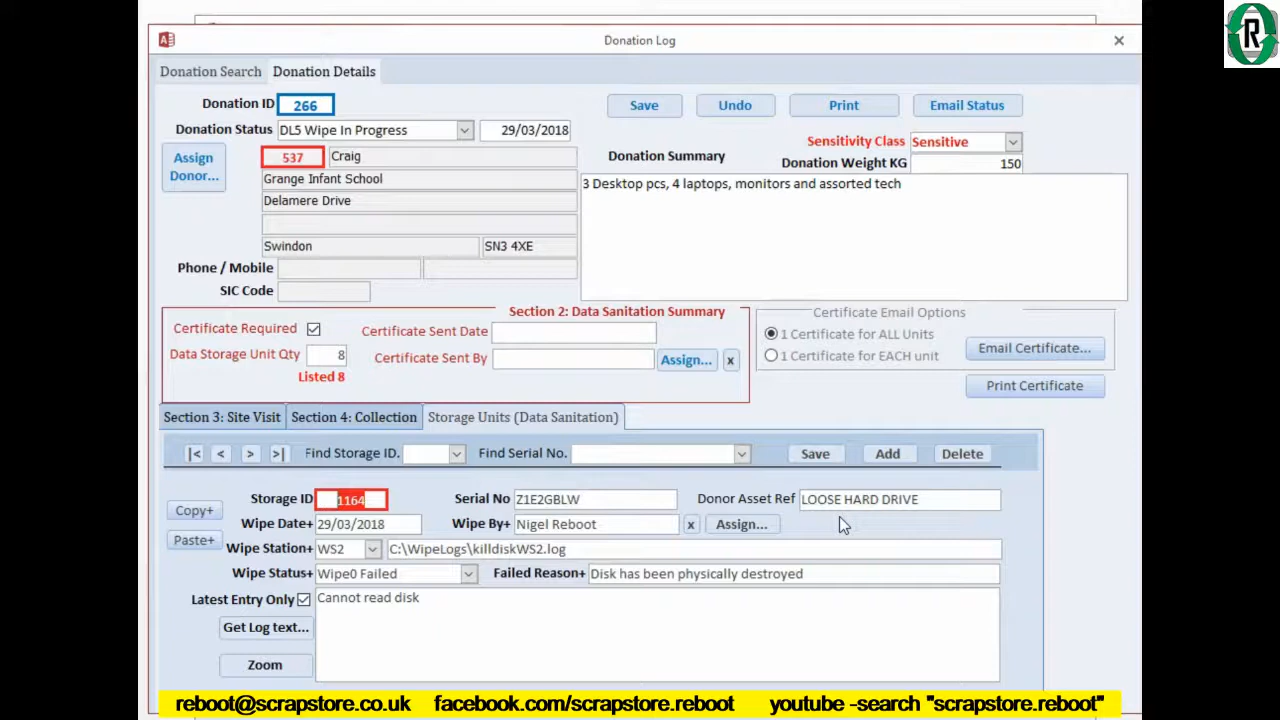 Donation Log
R
Donation Search Donation Details
Donation ID 266 Save Undo Print Email Status
Donation Status DL5 Wipe In Progress 29/03/2018
Sensitivity Class Sensitive
Assign Donor... 537 Craig
Donation Summary Donation Weight KG 150
Grange Infant School
3 Desktop pcs, 4 laptops, monitors and assorted tech
Delamere Drive
Swindon SN3 4XE
Phone / Mobile
SIC Code
Section 2: Data Sanitation Summary
Certificate Email Options
Certificate Required Certificate Sent Date
1 Certificate for ALL Units
Data Storage Unit Qty 8 Certificate Sent By Assign... x
1 Certificate for EACH unit Email Certificate...
Listed 8
Print Certificate
Section 3: Site Visit Section 4: Collection Storage Units (Data Sanitation)
|< < > >| Find Storage ID. Find Serial No. Save Add Delete
Storage ID 1164 Serial No Z1E2GBLW Donor Asset Ref LOOSE HARD DRIVE
Copy+
Wipe Date+ 29/03/2018 Wipe By+ Nigel Reboot x Assign...
Paste+
Wipe Station+ WS2 C:\WipeLogs\killdiskWS2.log
Wipe Status+ Wipe0 Failed Failed Reason+ Disk has been physically destroyed
Latest Entry Only Cannot read disk
Get Log text...
Zoom
reboot@scrapstore.co.uk facebook.com/scrapstore.reboot youtube -search "scrapstore.reboot"